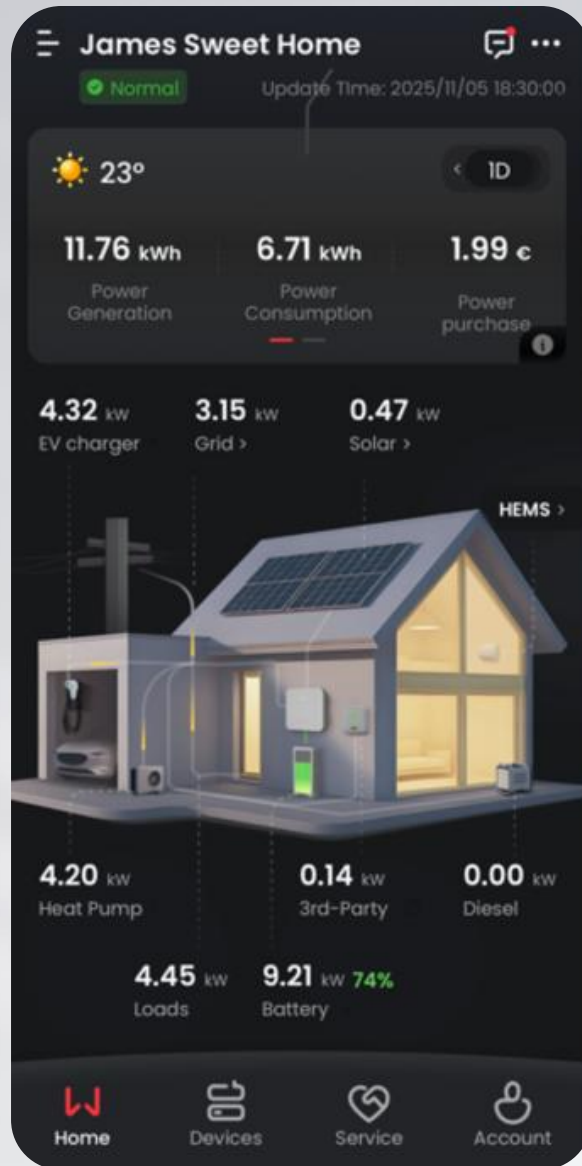 James Sweet Home
Normal
Update Time: 2025/11/05 18:30:00
23°
< 1D
11.76 kWh
Power
Generation
6.71 kWh
Power
Consumption
1.99 €
Power
purchase
4.32 kW
EV charger
3.15 kW
Grid >
0.47 kW
Solar >
HEMS >
4.20 kW
Heat Pump
0.14 kW
3rd-Party
0.00 kW
Diesel
4.45 kW
Loads
9.21 kW 74%
Battery
Home
Devices
Service
Account